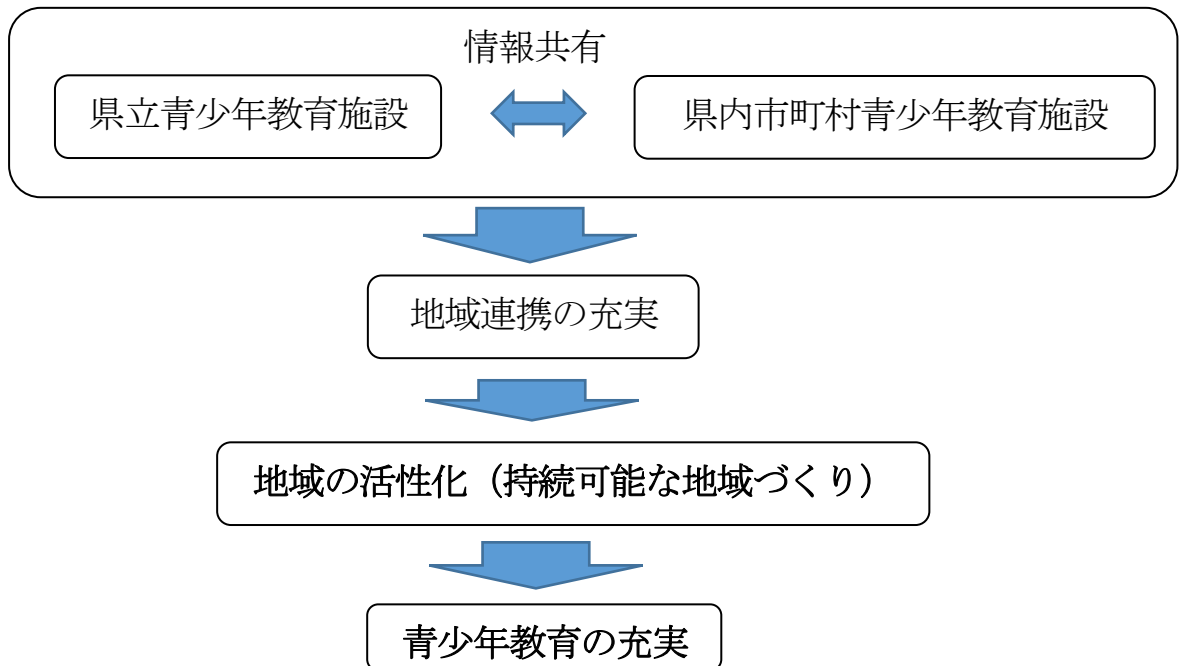 情報共有
県立青少年教育施設
県内市町村青少年教育施設
地域連携の充実
地域の活性化（持続可能な地域づくり）
青少年教育の充実